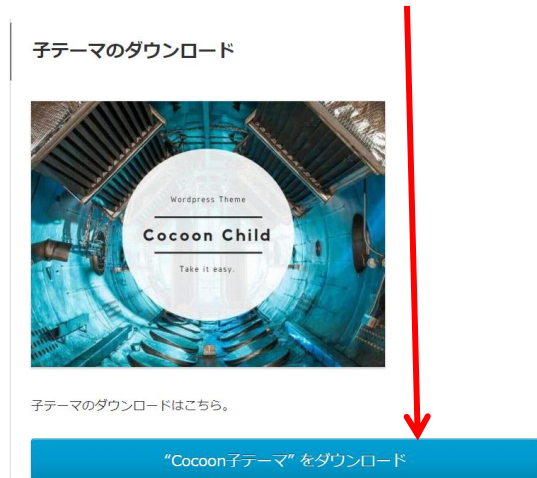 子テーマのダウンロード
Wordpress Theme
Cocoon Child
Take it easy.
子テーマのダウンロードはこちら。
“Cocoon子テーマ” をダウンロード